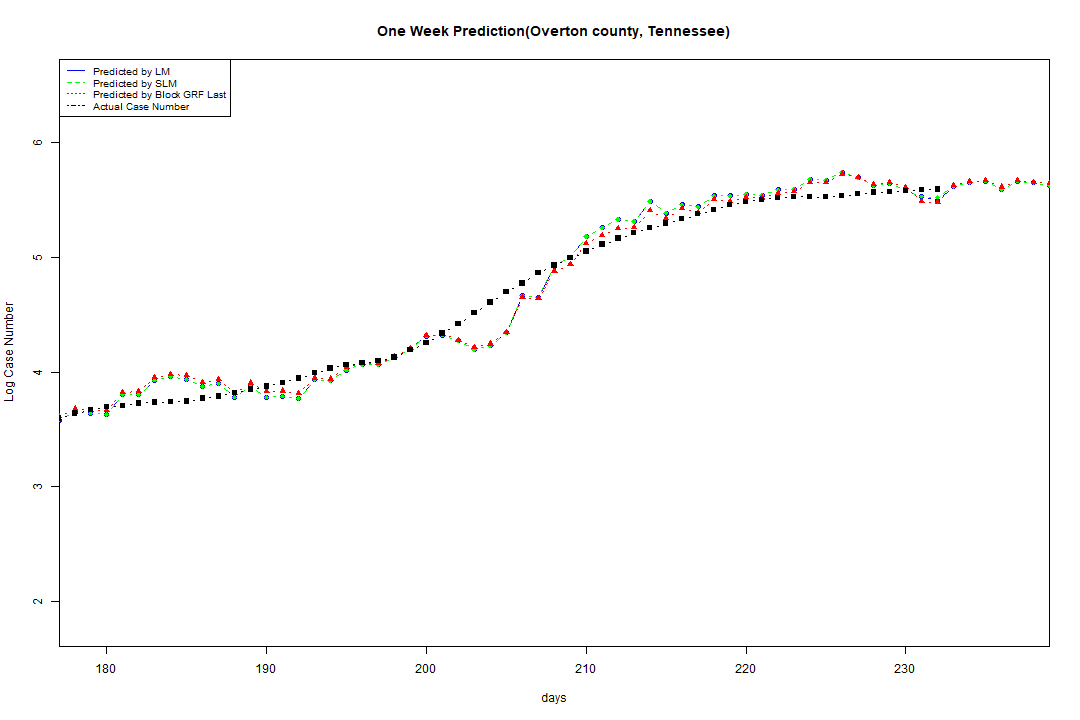 One Week Prediction(Overton county, Tennessee)
Predicted by LM
Predicted by SLM
Predicted by Block GRF Last
Actual Case Number
6
5
4
3
2
Log Case Number
180 190 200 210 220 230
days